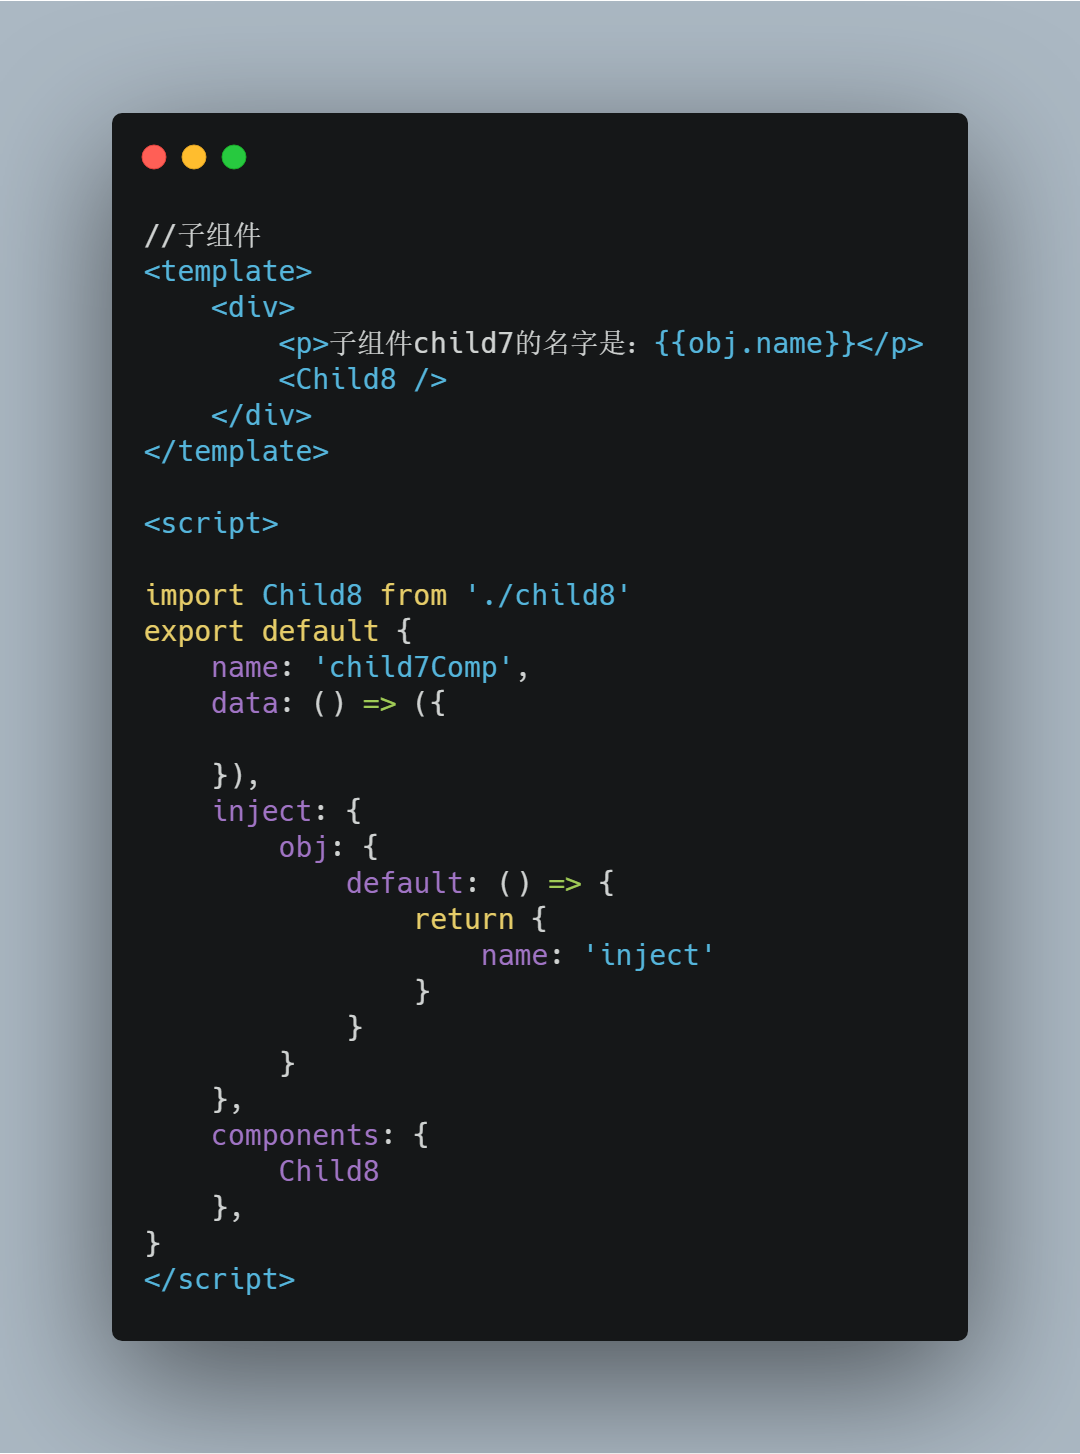 //子组件
<template>
    <div>
        <p>子组件child7的名字是：{{obj.name}}</p>
        <Child8 />
    </div>
</template>

<script>

import Child8 from './child8'
export default {
    name: 'child7Comp',
    data: () => ({

    }),
    inject: {
        obj: {
            default: () => {
                return {
                    name: 'inject'
                }
            }
        }
    },
    components: {
        Child8
    },
}
</script>